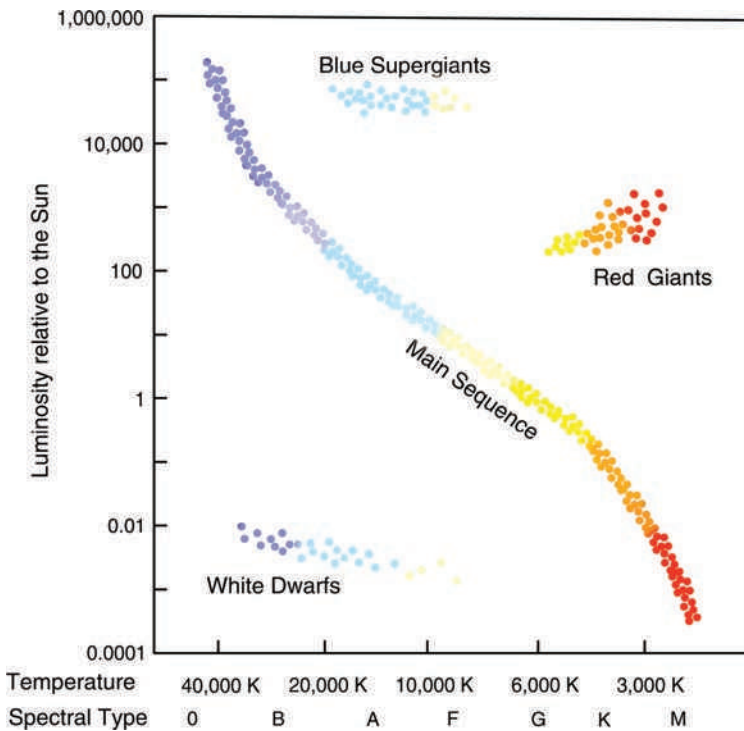 1,000,000
Blue Supergiants
10,000
Luminosity relative to the Sun
100
Red Giants
Main Sequence
1
0.01
White Dwarfs
0.0001
Temperature 40,000 K 20,000 K 10,000 K 6,000 K 3,000 K
Spectral Type 0 B A F G K M